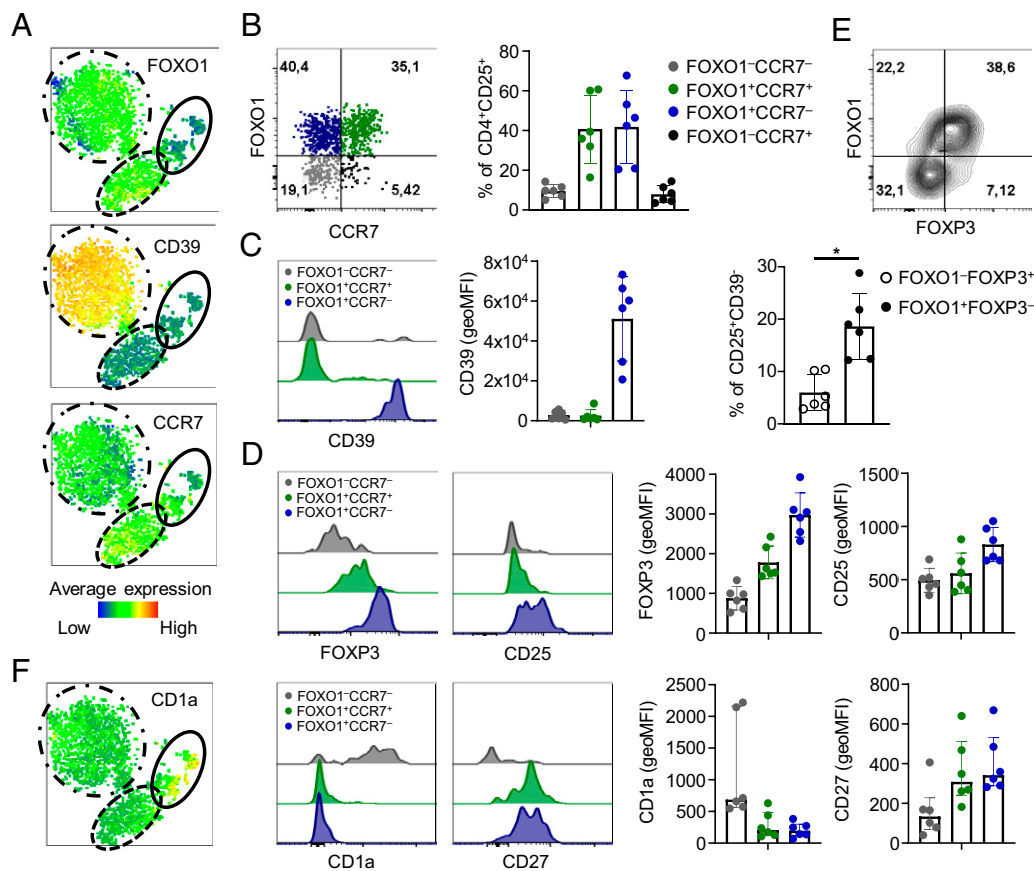 A
FOXO1
CD39
CCR7
Average expression
Low High
B
FOXO1
40,4 35,1
19,1 5,42
CCR7
% of CD4⁺CD25⁺
80
60
40
20
0
FOXO1⁻CCR7⁻
FOXO1⁺CCR7⁺
FOXO1⁺CCR7⁻
FOXO1⁻CCR7⁺
E
FOXO1
22,2 38,6
32,1 7,12
FOXP3
C
FOXO1⁻CCR7⁻
FOXO1⁺CCR7⁺
FOXO1⁺CCR7⁻
CD39
CD39 (geoMFI)
8x10⁴
6x10⁴
4x10⁴
2x10⁴
0
% of CD25⁺CD39⁻
30
20
10
0
*
FOXO1⁻FOXP3⁺
FOXO1⁺FOXP3⁻
D
FOXO1⁻CCR7⁻
FOXO1⁺CCR7⁺
FOXO1⁺CCR7⁻
FOXP3
CD25
FOXP3 (geoMFI)
4000
3000
2000
1000
0
CD25 (geoMFI)
1500
1000
500
0
F
CD1a
FOXO1⁻CCR7⁻
FOXO1⁺CCR7⁺
FOXO1⁺CCR7⁻
CD1a
CD27
CD1a (geoMFI)
2500
2000
1500
1000
500
0
CD27 (geoMFI)
800
600
400
200
0